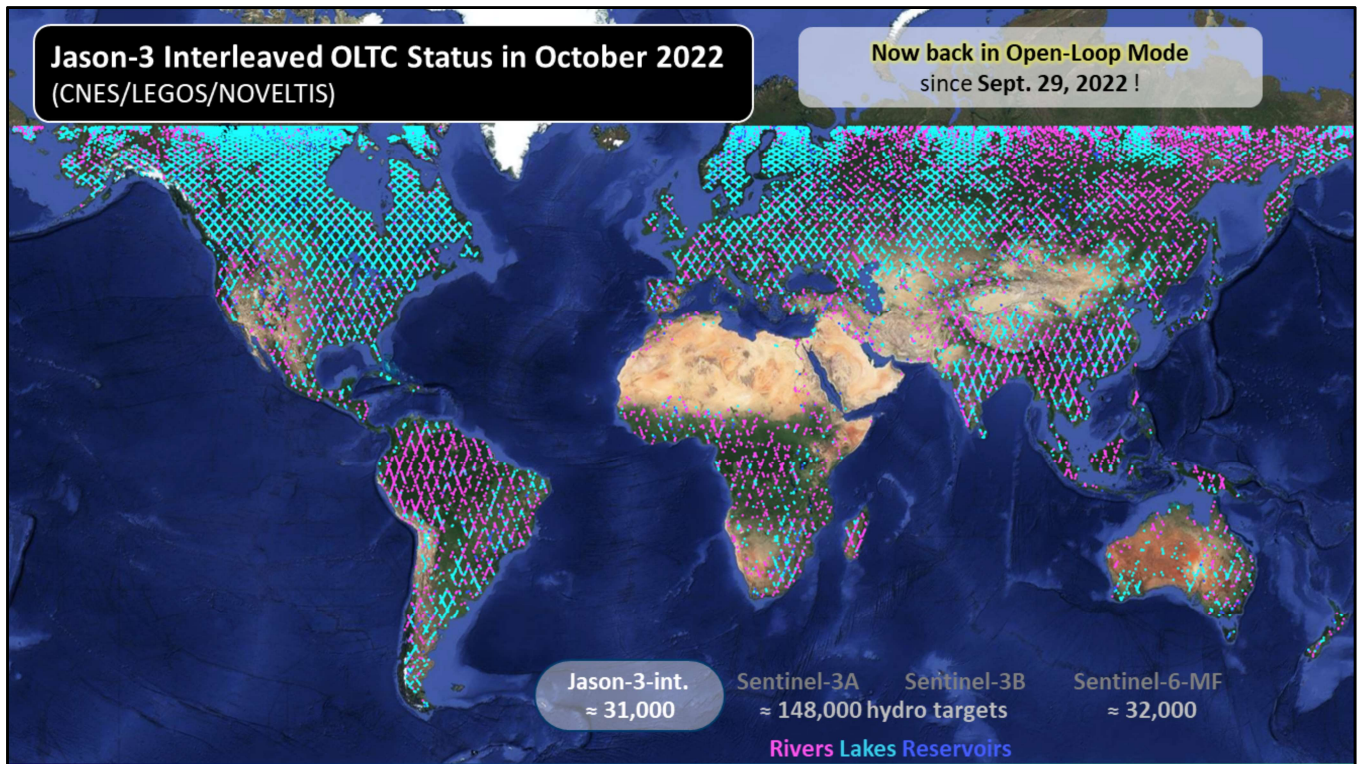 Jason-3 Interleaved OLTC Status in October 2022
(CNES/LEGOS/NOVELTIS)
Now back in Open-Loop Mode
since Sept. 29, 2022 !
Jason-3-int. Sentinel-3A Sentinel-3B Sentinel-6-MF
≈ 31,000 ≈ 148,000 hydro targets ≈ 32,000
Rivers Lakes Reservoirs